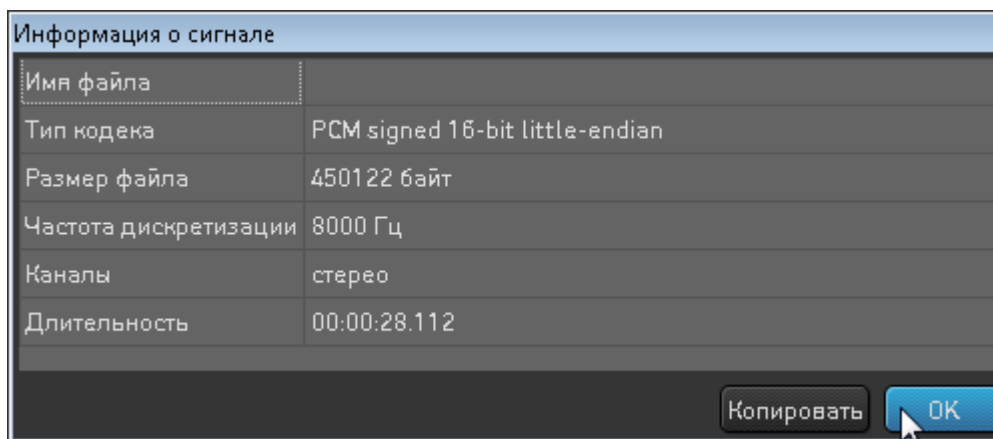 Информация о сигнале
Имя файла
Тип кодека PCM signed 16-bit little-endian
Размер файла 450122 байт
Частота дискретизации 8000 Гц
Каналы стерео
Длительность 00:00:28.112
Копировать OK